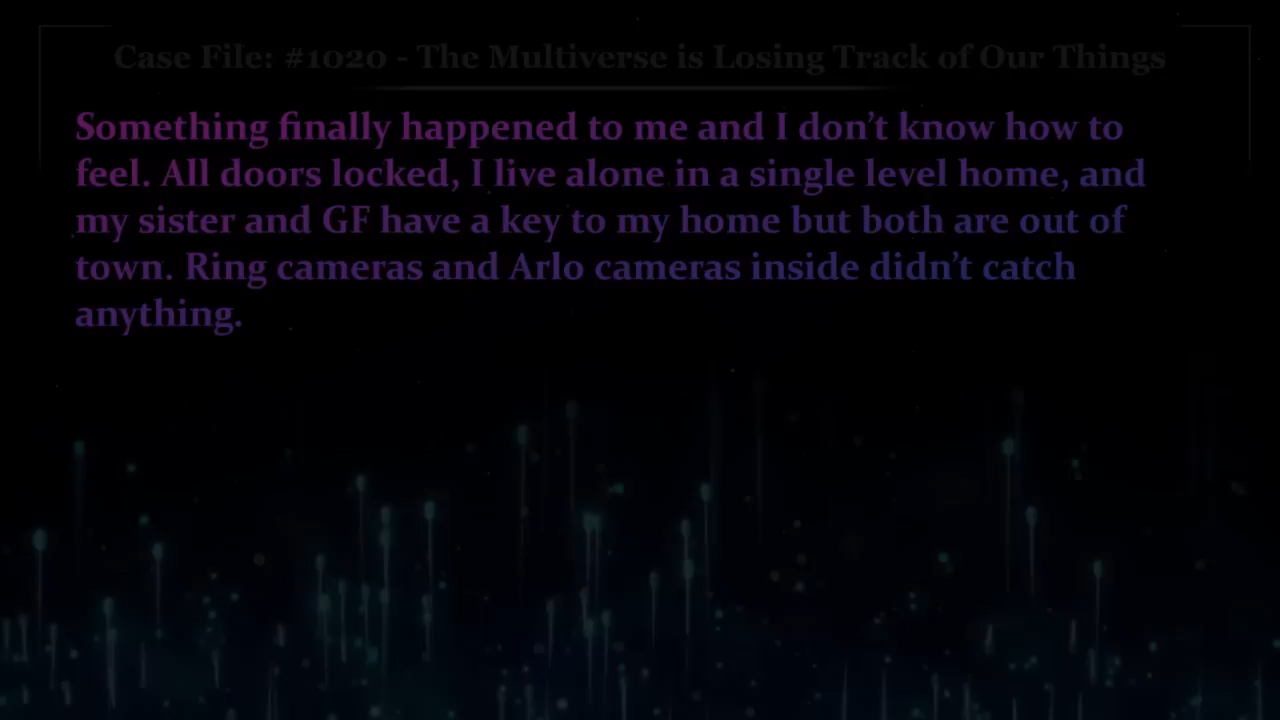 Case File: #1020 - The Multiverse is Losing Track of Our Things
Something finally happened to me and I don’t know how to
feel. All doors locked, I live alone in a single level home, and
my sister and GF have a key to my home but both are out of
town. Ring cameras and Arlo cameras inside didn’t catch
anything.